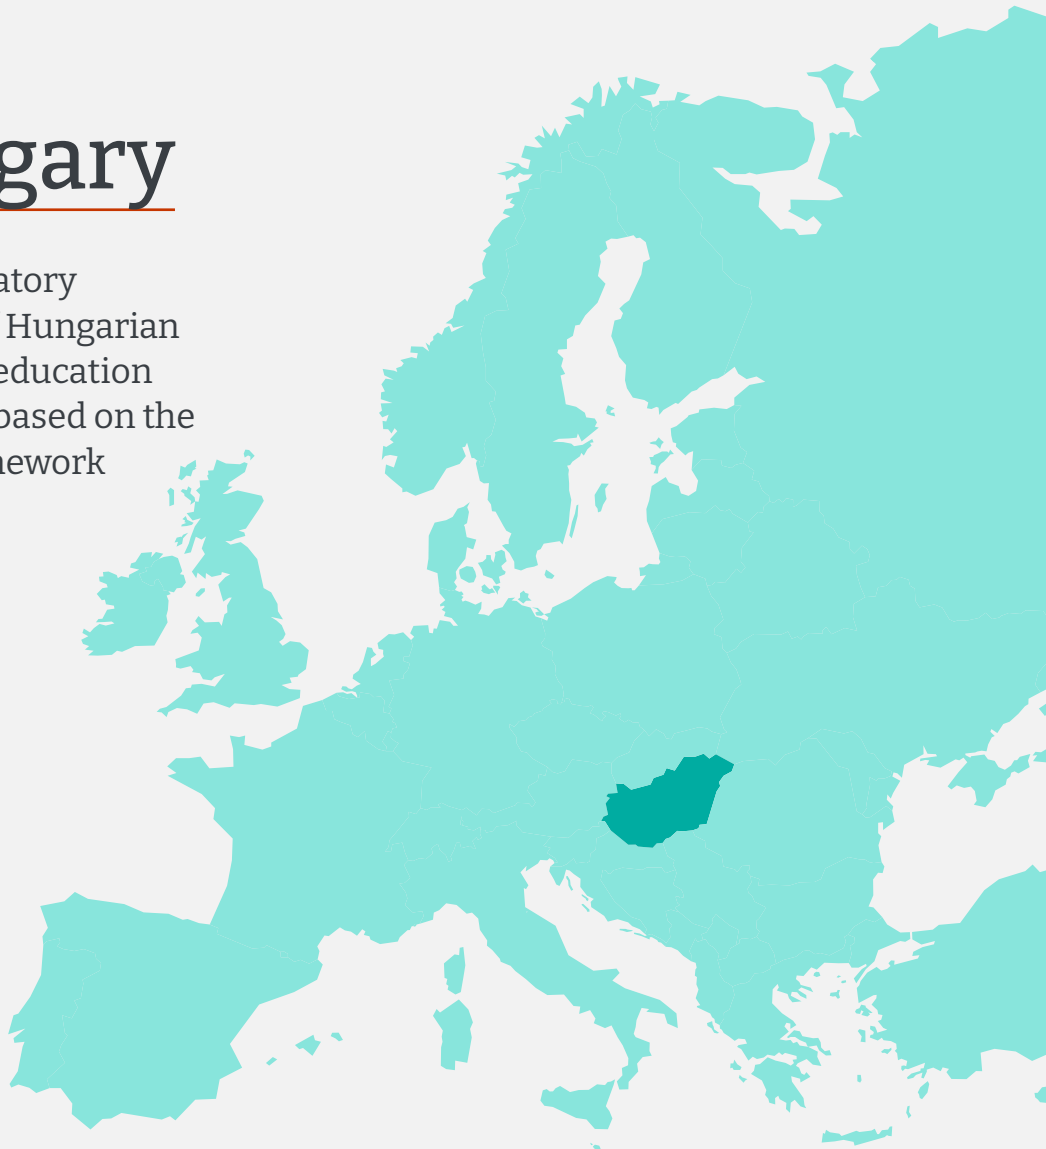 gary
atory
Hungarian
education
based on the
nework